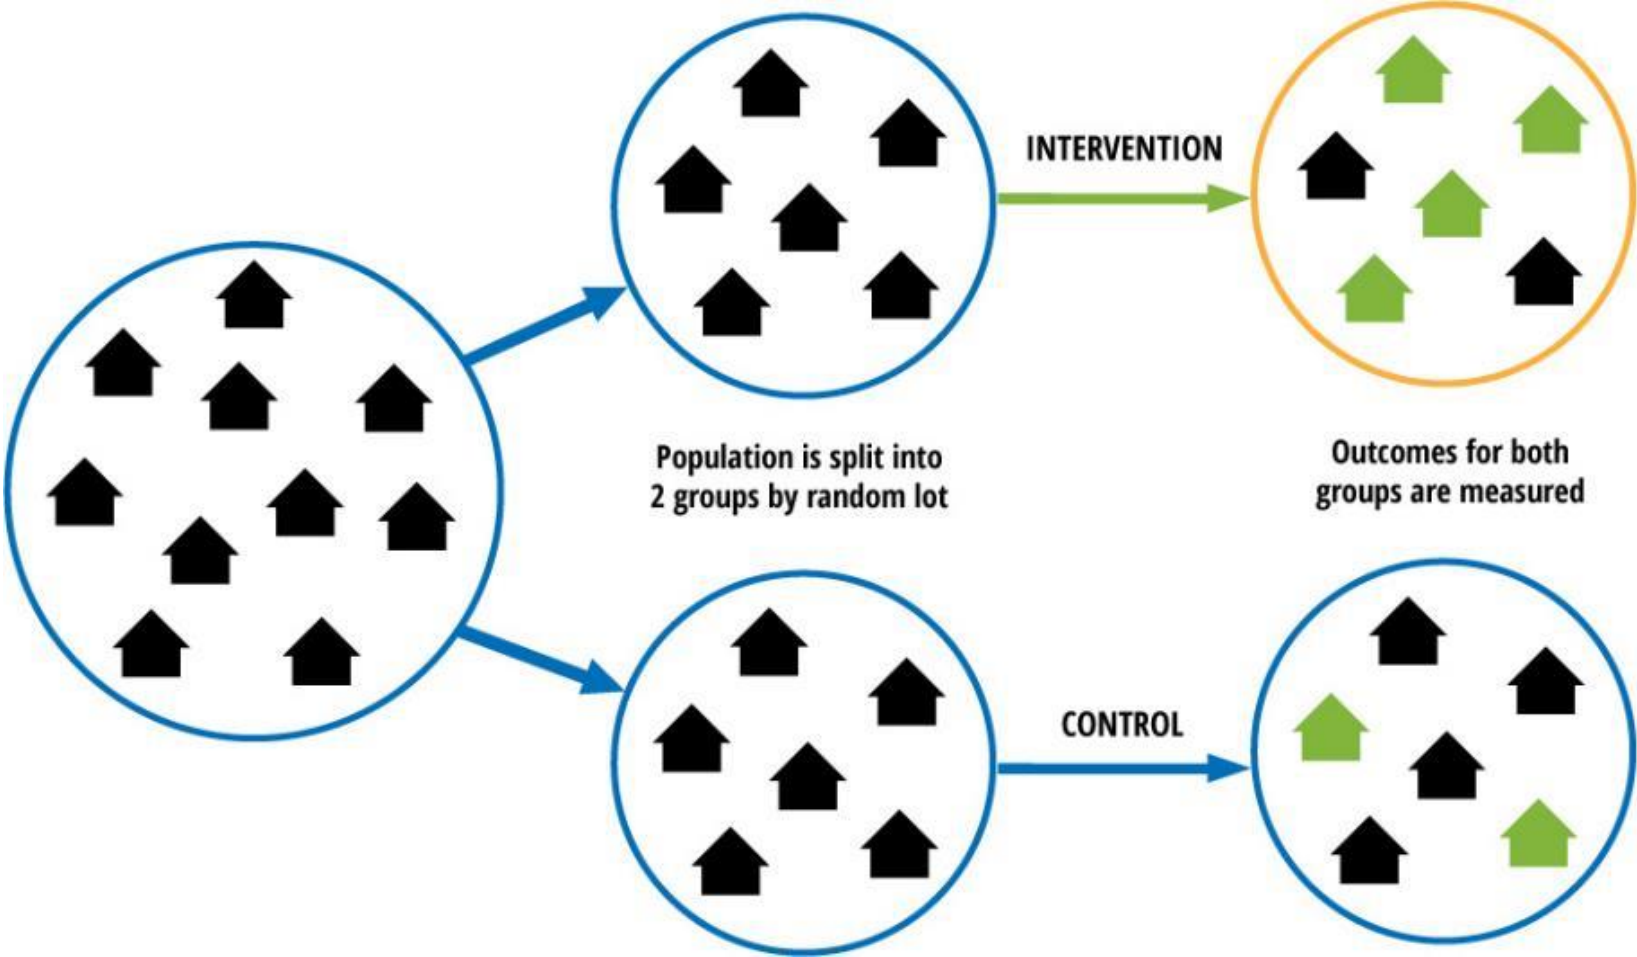 INTERVENTION
Population is split into
2 groups by random lot
Outcomes for both
groups are measured
CONTROL